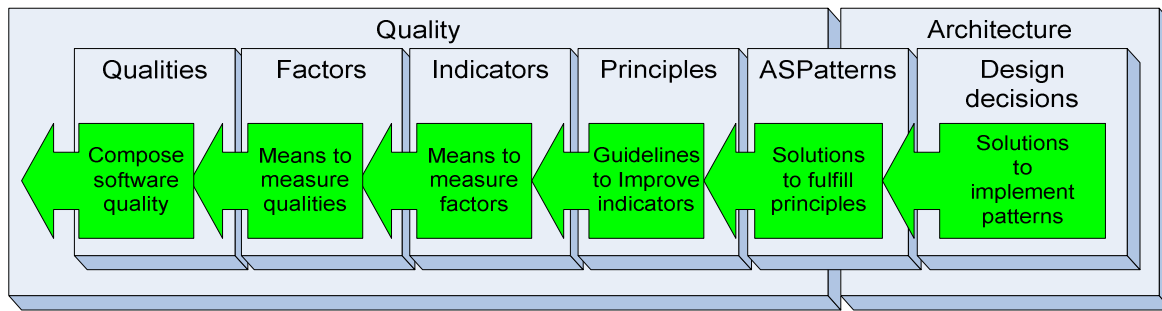 Quality
Architecture
Qualities
Factors
Indicators
Principles
ASPatterns
Design
decisions
Compose
software
quality
Means to
measure
qualities
Means to
measure
factors
Guidelines
to Improve
indicators
Solutions
to fulfill
principles
Solutions
to
implement
patterns